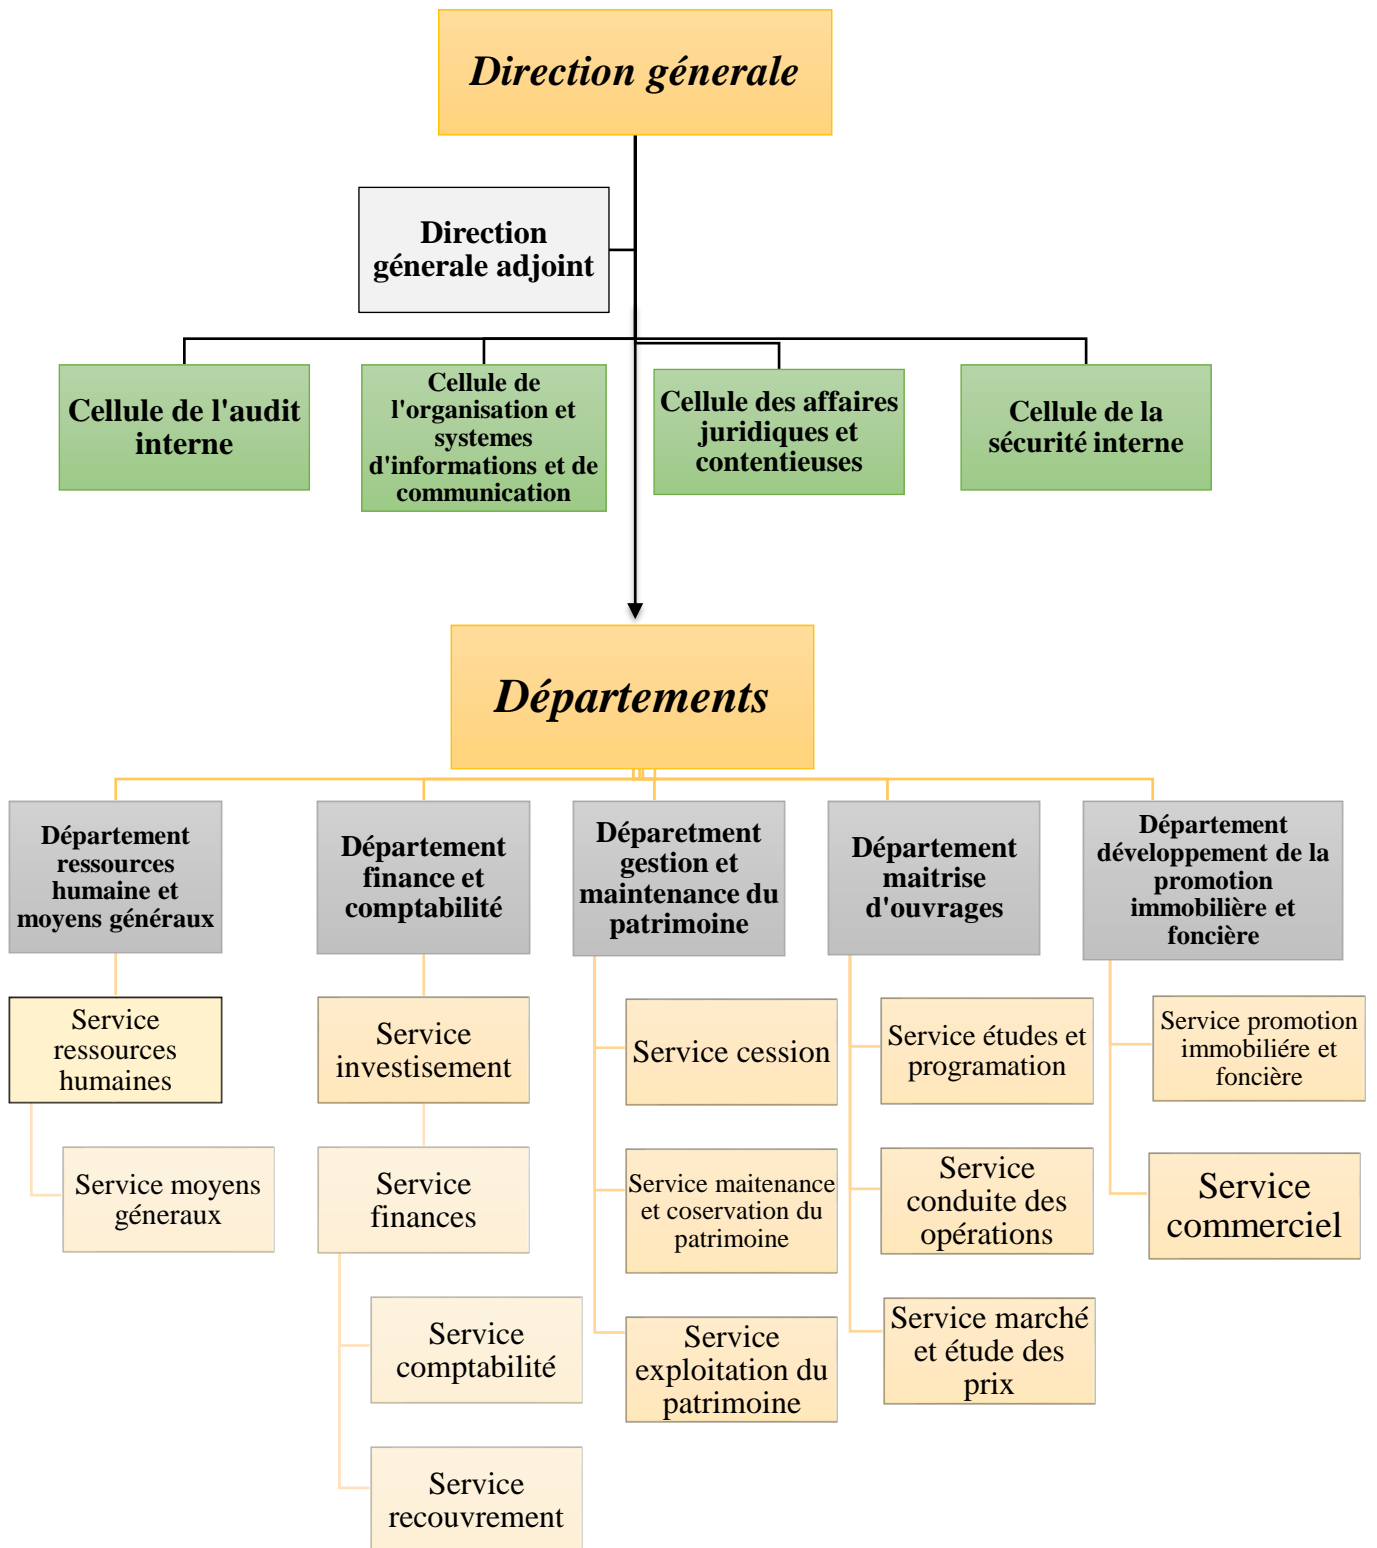 Direction génerale
Direction
génerale adjoint
Cellule de l'audit
interne
Cellule de
l'organisation et
systemes
d'informations et de
communication
Cellule des affaires
juridiques et
contentieuses
Cellule de la
sécurité interne
Départements
Département
ressources
humaine et
moyens généraux
Département
finance et
comptabilité
Déparetment
gestion et
maintenance du
patrimoine
Département
maitrise
d'ouvrages
Département
développement de la
promotion
immobilière et
foncière
Service
ressources
humaines
Service moyens
géneraux
Service
investisement
Service
finances
Service
comptabilité
Service
recouvrement
Service cession
Service maitenance
et coservation du
patrimoine
Service
exploitation du
patrimoine
Service études et
programation
Service
conduite des
opérations
Service marché
et étude des
prix
Service promotion
immobiliére et
foncière
Service
commerciel